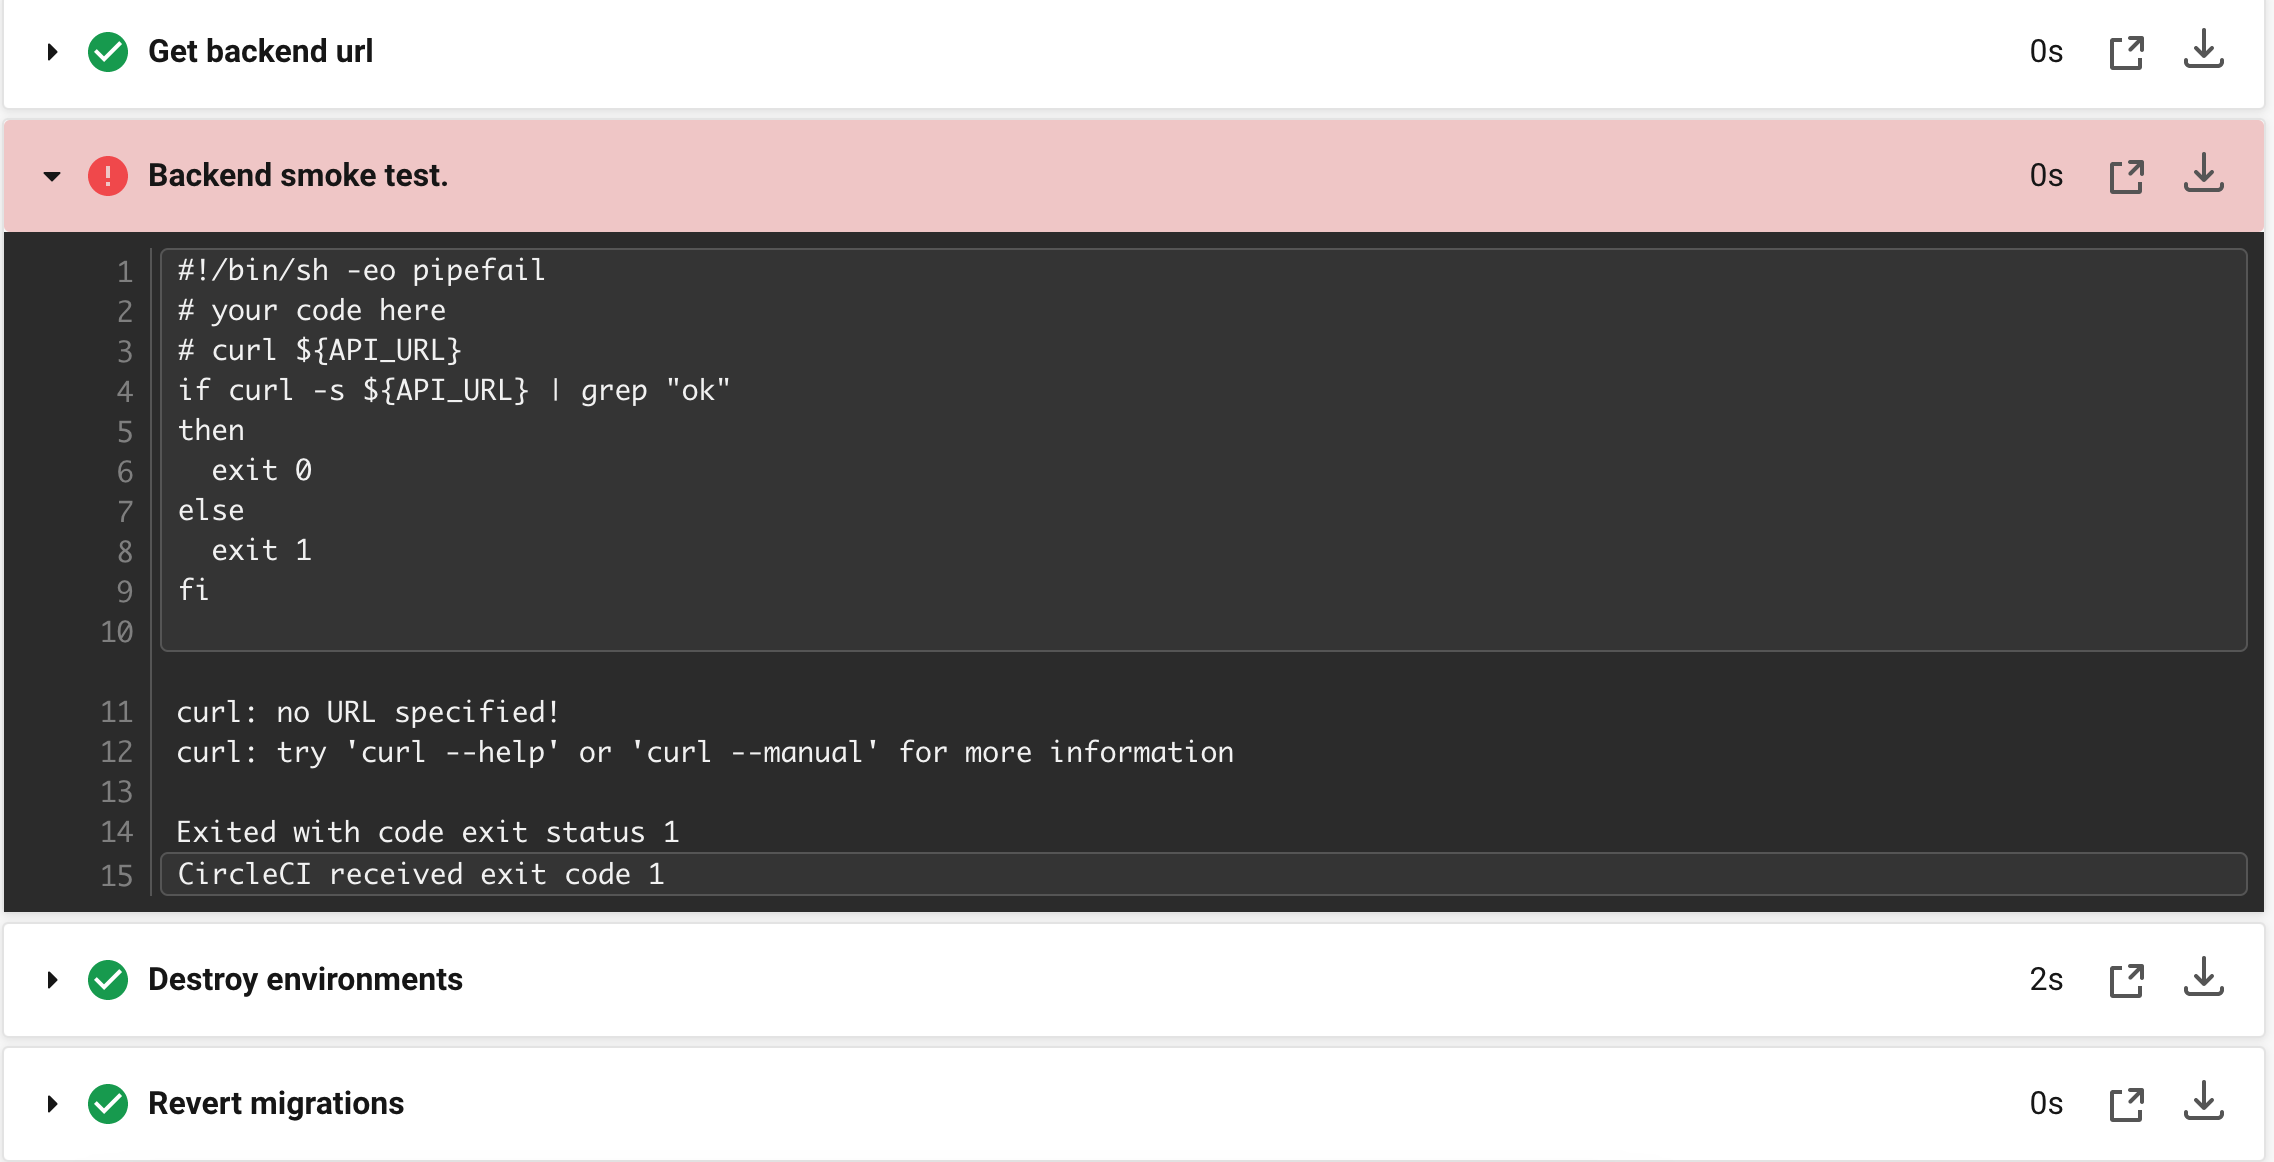 Get backend url 0s
Backend smoke test. 0s
1 #!/bin/sh -eo pipefail
2 # your code here
3 # curl ${API_URL}
4 if curl -s ${API_URL} | grep "ok"
5 then
6   exit 0
7 else
8   exit 1
9 fi
10
11 curl: no URL specified!
12 curl: try 'curl --help' or 'curl --manual' for more information
13
14 Exited with code exit status 1
15 CircleCI received exit code 1
Destroy environments 2s
Revert migrations 0s